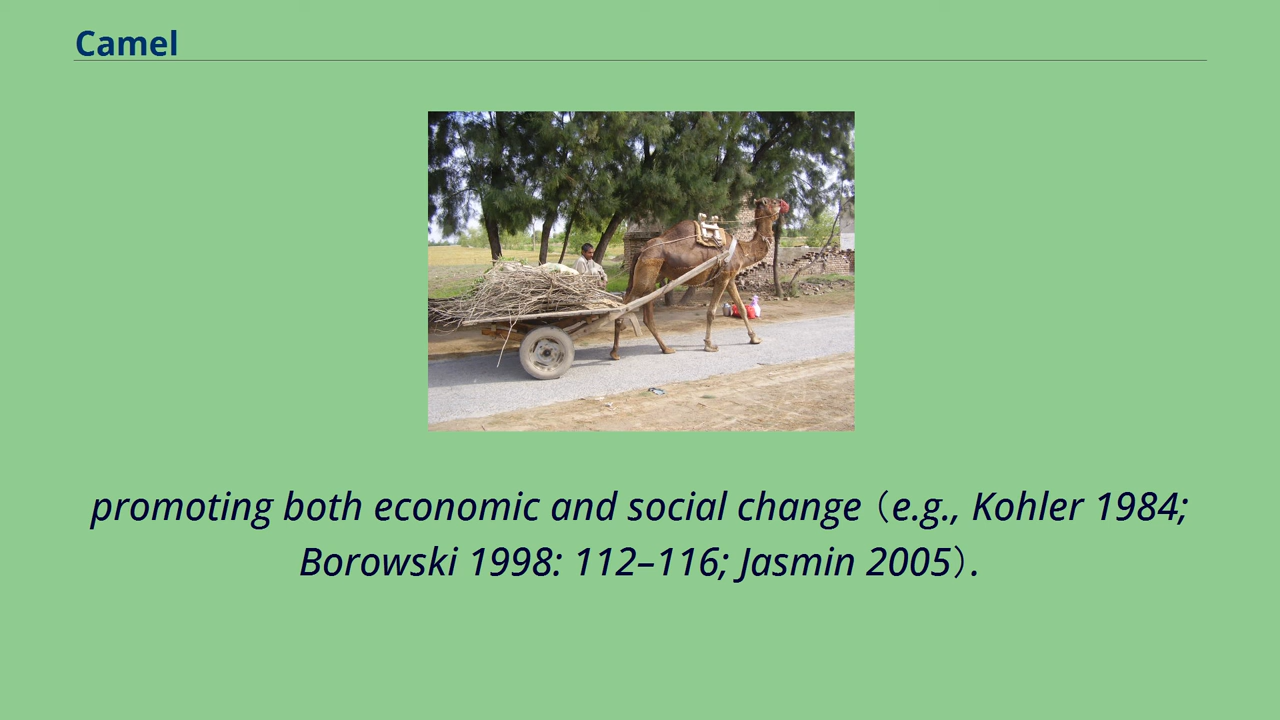 Camel
promoting both economic and social change（e.g., Kohler 1984;
Borowski 1998: 112–116; Jasmin 2005）.